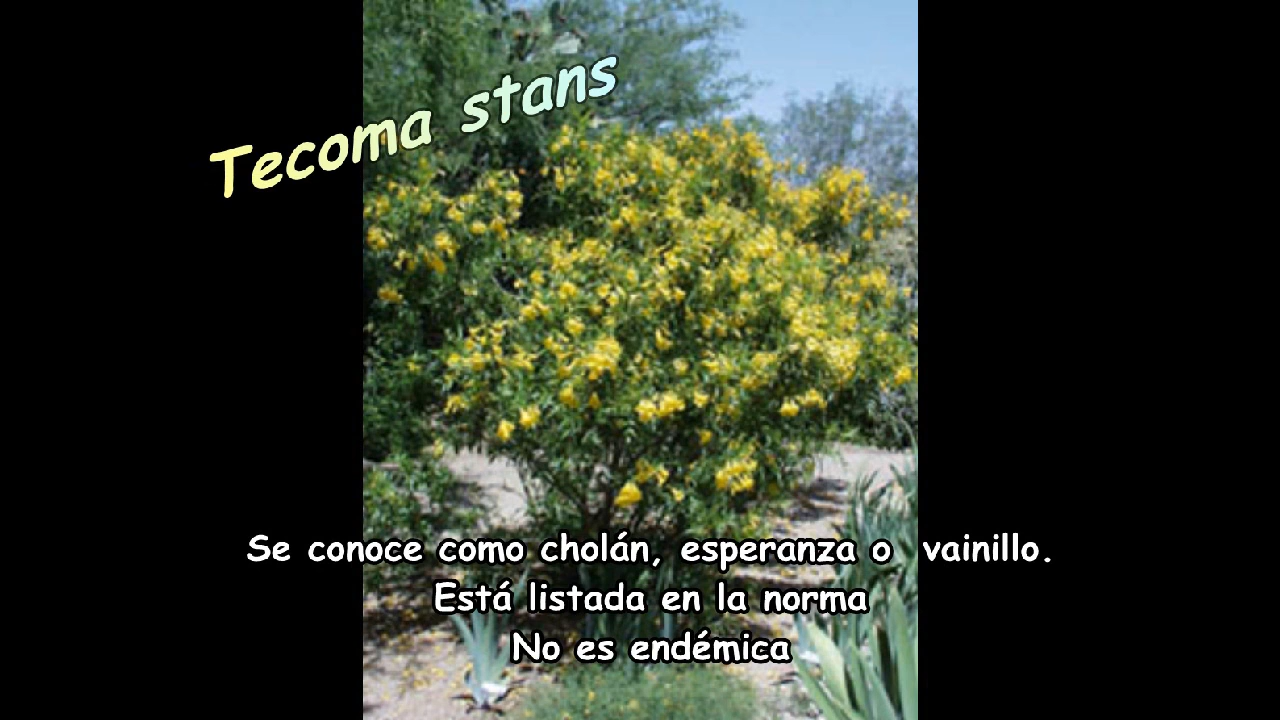 Tecoma stans
Se conoce como cholán, esperanza o vainillo.
Está listada en la norma
No es endémica